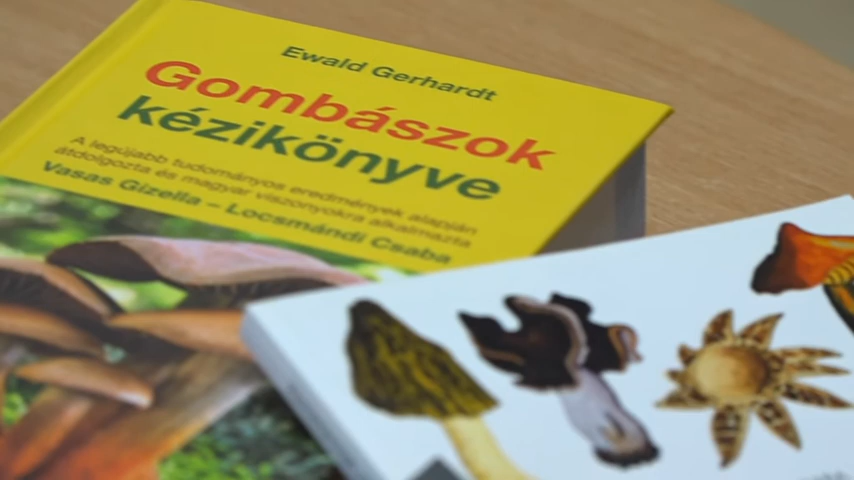 Ewald Gerhardt
Gombászok
kézikönyve
A legújabb tudományos eredmények alapján
átdolgozta és magyar viszonyokra alkalmazta
Vasas Gizella – Locsmándi Csaba